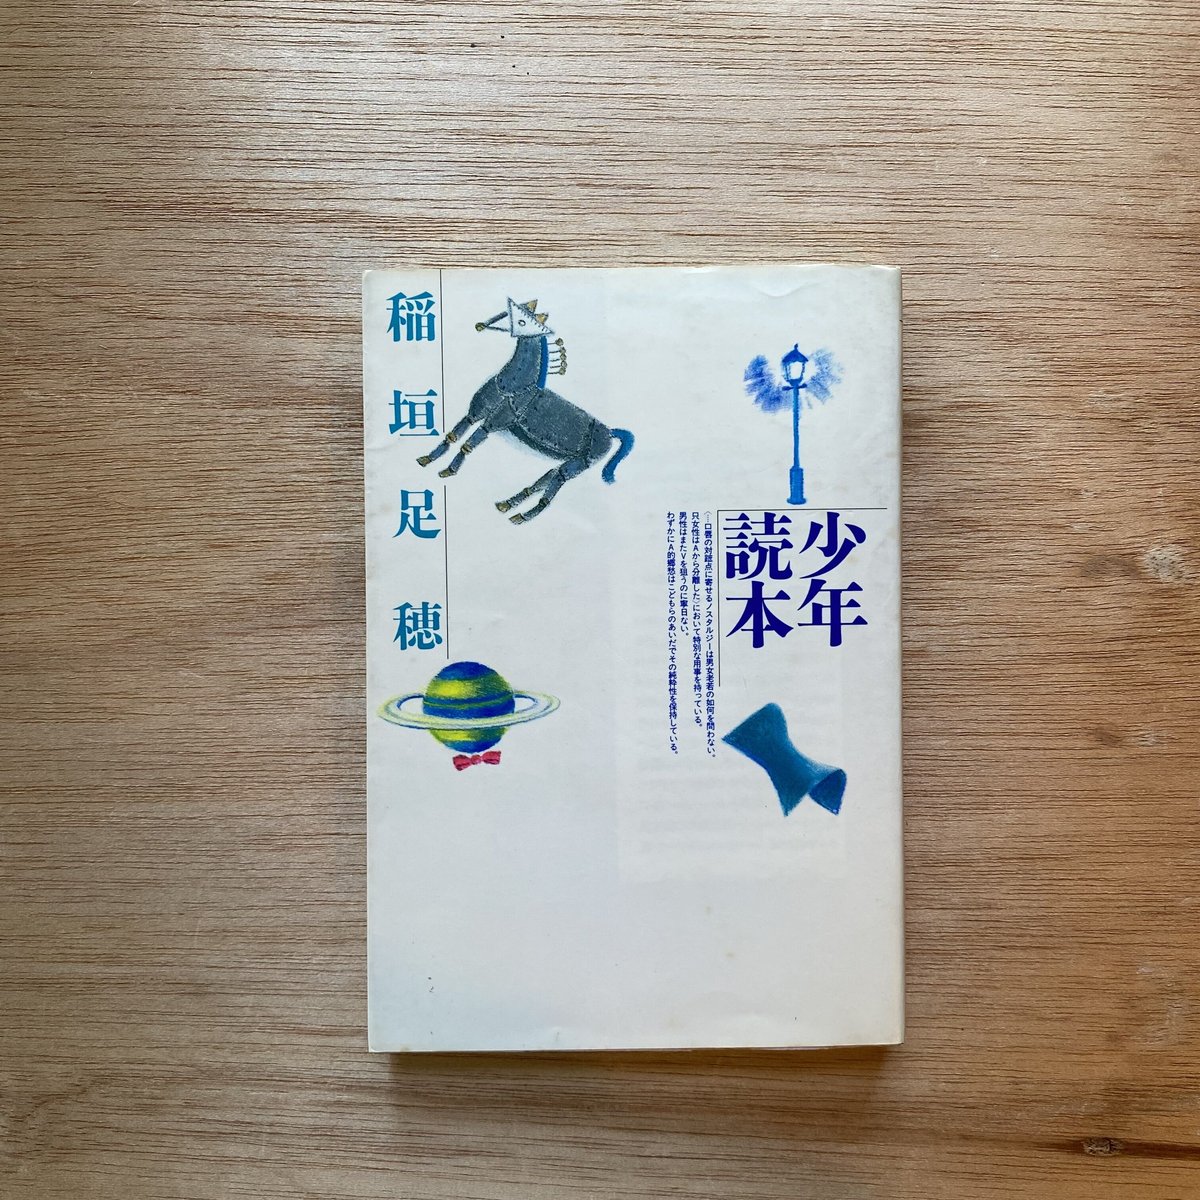 少年
読本
〈…口唇の対蹠点に寄せるノスタルジーは男女老若の如何を問わない。
只女性はAから分離した〉において特別な用事を持っている。
男性はまたVを狙うのに寧日ない。
わずかにA的郷愁はこどもらのあいだでその純粋性を保持している。
稲垣足穂